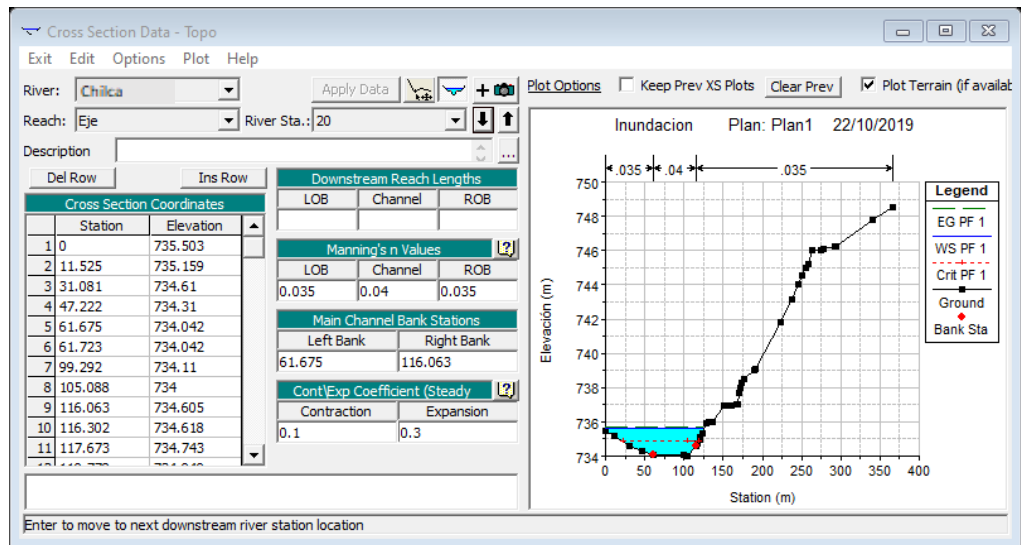 Cross Section Data - Topo
Exit Edit Options Plot Help
River: Chilca Apply Data Plot Options Keep Prev XS Plots Clear Prev Plot Terrain (if availab
Reach: Eje River Sta.: 20
Description ...
Del Row Ins Row
Cross Section Coordinates
Station Elevation
1 0 735.503
2 11.525 735.159
3 31.081 734.61
4 47.222 734.31
5 61.675 734.042
6 61.723 734.042
7 99.292 734.11
8 105.088 734
9 116.063 734.605
10 116.302 734.618
11 117.673 734.743
Downstream Reach Lengths
LOB Channel ROB
Manning's n Values
LOB Channel ROB
0.035 0.04 0.035
Main Channel Bank Stations
Left Bank Right Bank
61.675 116.063
Cont\Exp Coefficient (Steady
Contraction Expansion
0.1 0.3
Inundacion Plan: Plan1 22/10/2019
.035 .04 .035
750
748
746
744
742
740
738
736
734
Elevación (m)
0 50 100 150 200 250 300 350 400
Station (m)
Legend
EG PF 1
WS PF 1
Crit PF 1
Ground
Bank Sta
Enter to move to next downstream river station location